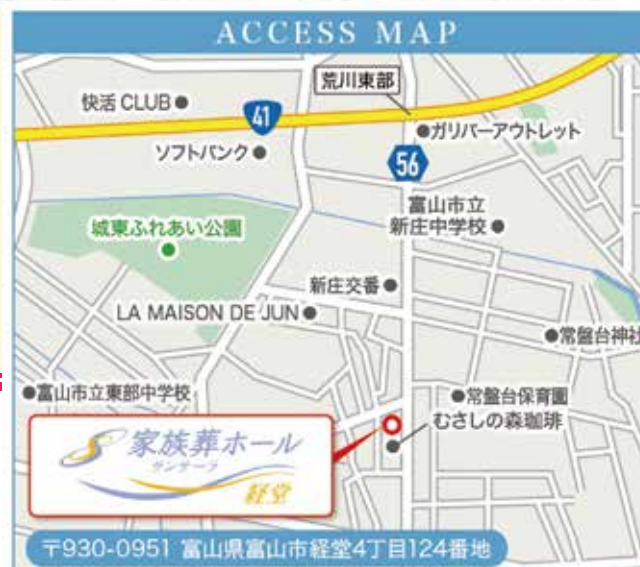 ACCESS MAP
荒川東部
快活CLUB
41
ガリバーアウトレット
ソフトバンク
56
富山市立
新庄中学校
城東ふれあい公園
新庄交番
LA MAISON DE JUN
常盤台神社
富山市立東部中学校
常盤台保育園
むさしの森珈琲
家族葬ホール
サンセーヌ
経堂
〒930-0951 富山県富山市経堂4丁目124番地